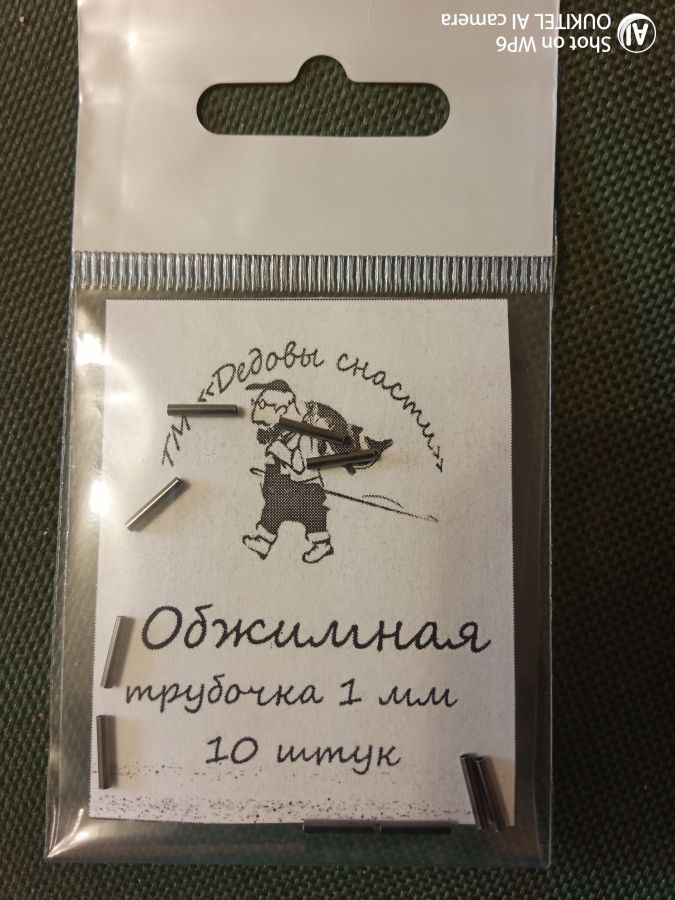 Shot on WP6
OUKITEL AI camera
ТМ «Дедовы снасти»
Обжимная
трубочка 1 мм
10 штук